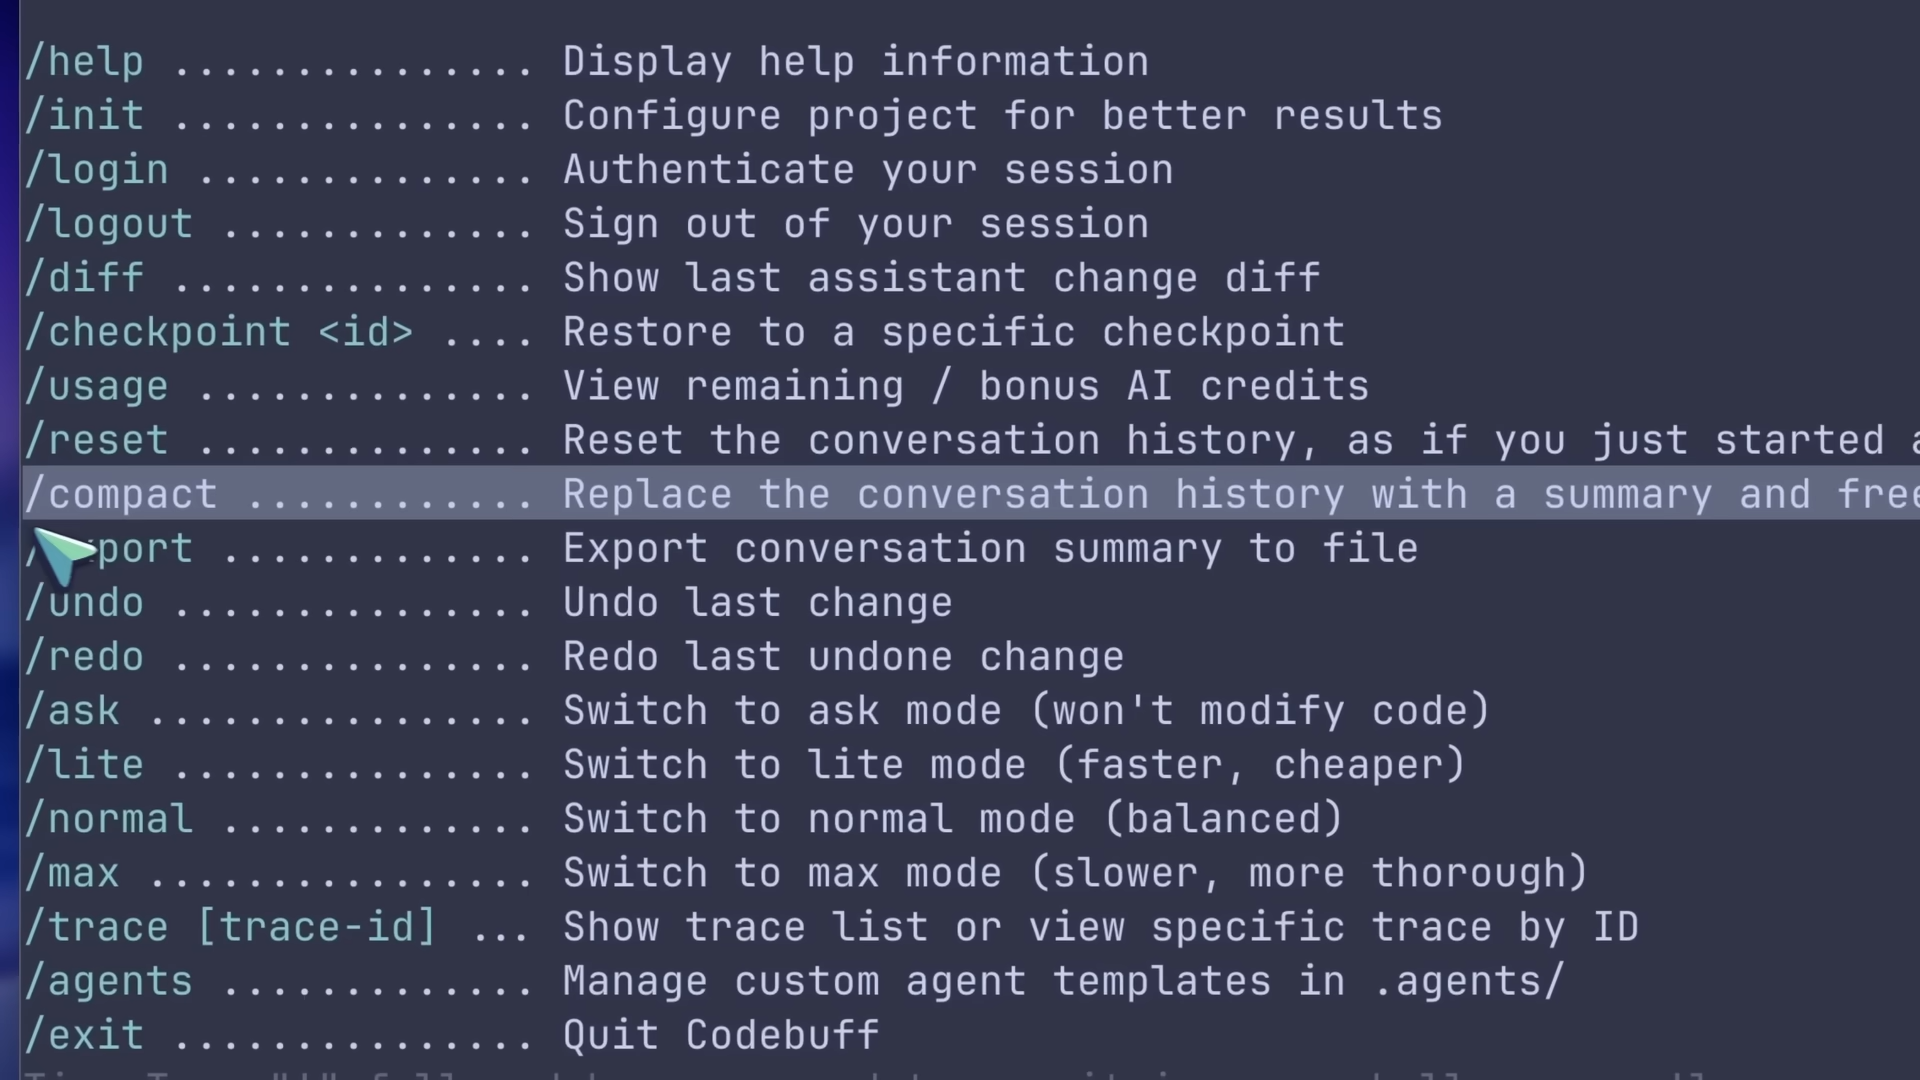 /help ............... Display help information
/init ............... Configure project for better results
/login .............. Authenticate your session
/logout ............. Sign out of your session
/diff ............... Show last assistant change diff
/checkpoint <id> .... Restore to a specific checkpoint
/usage .............. View remaining / bonus AI credits
/reset .............. Reset the conversation history, as if you just started
/compact ............ Replace the conversation history with a summary and free
/export ............. Export conversation summary to file
/undo ............... Undo last change
/redo ............... Redo last undone change
/ask ................ Switch to ask mode (won't modify code)
/lite ............... Switch to lite mode (faster, cheaper)
/normal ............. Switch to normal mode (balanced)
/max ................ Switch to max mode (slower, more thorough)
/trace [trace-id] ... Show trace list or view specific trace by ID
/agents ............. Manage custom agent templates in .agents/
/exit ............... Quit Codebuff